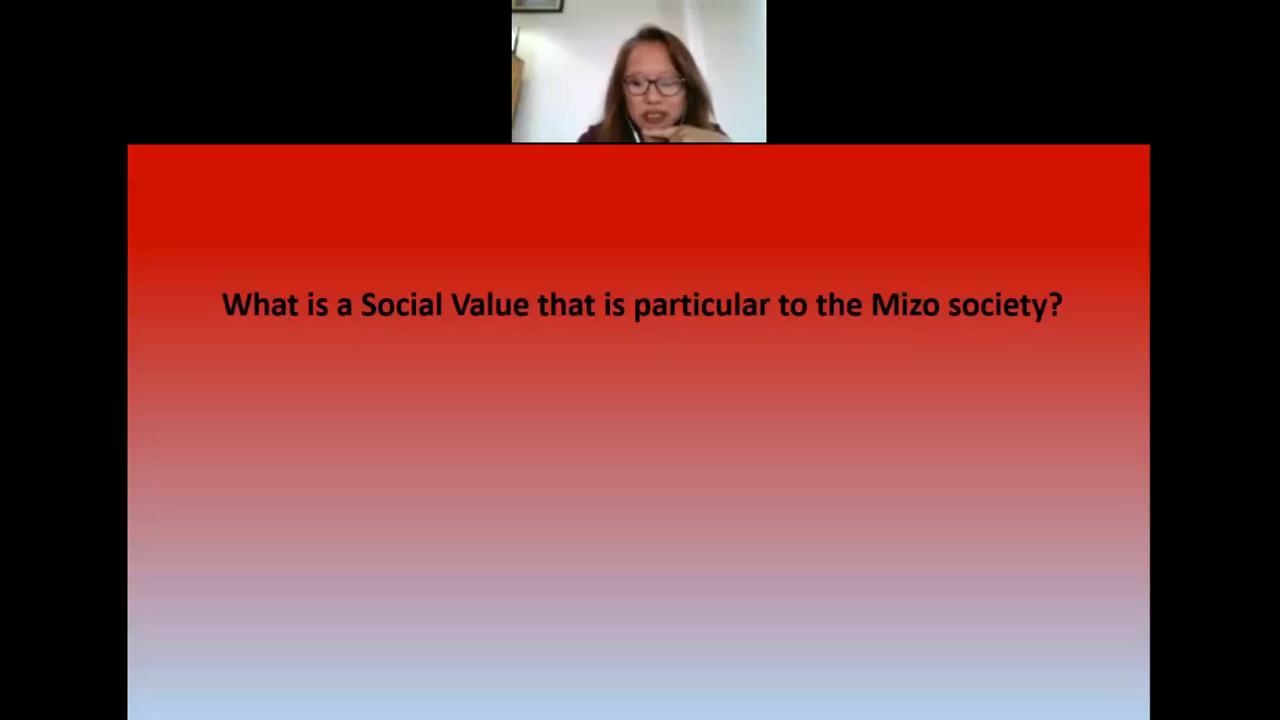 What is a Social Value that is particular to the Mizo society?